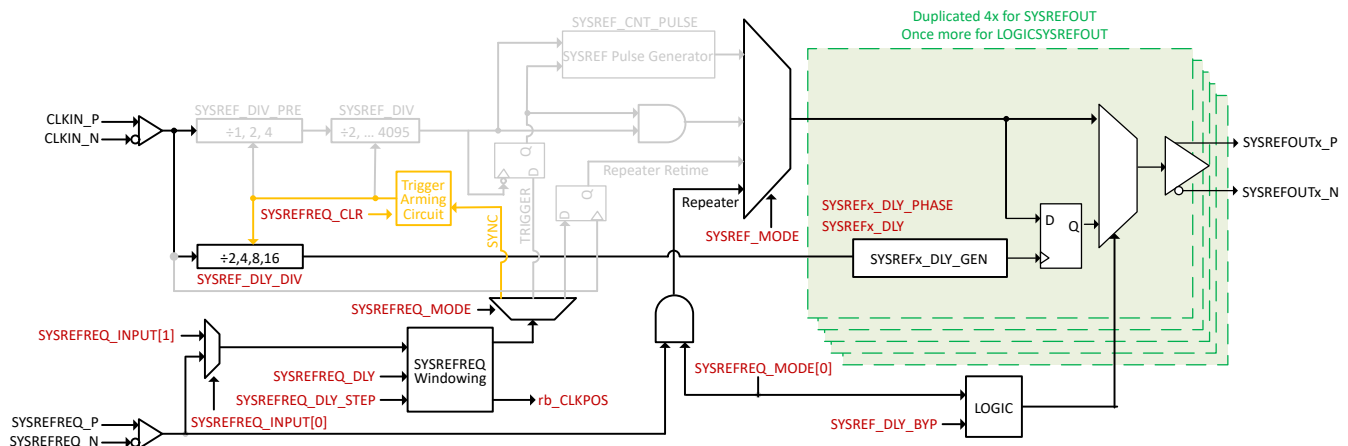 Duplicated 4x for SYSREFOUT
Once more for LOGICSYSREFOUT
SYSREF_CNT_PULSE
SYSREF Pulse Generator
SYSREF_DIV_PRE
SYSREF_DIV
CLKIN_P
CLKIN_N
÷1, 2, 4
÷2, ... 4095
Q
D
TRIGGER
Repeater Retime
Q
D
Trigger
Arming
Circuit
SYSREFREQ_CLR
SYNC
Repeater
SYSREF_MODE
SYSREFx_DLY_PHASE
SYSREFx_DLY
SYSREFx_DLY_GEN
D
Q
SYSREFOUTx_P
SYSREFOUTx_N
÷2,4,8,16
SYSREF_DLY_DIV
SYSREFREQ_MODE
SYSREFREQ_INPUT[1]
SYSREFREQ
Windowing
SYSREFREQ_DLY
SYSREFREQ_DLY_STEP
rb_CLKPOS
SYSREFREQ_INPUT[0]
SYSREFREQ_P
SYSREFREQ_N
SYSREFREQ_MODE[0]
LOGIC
SYSREF_DLY_BYP